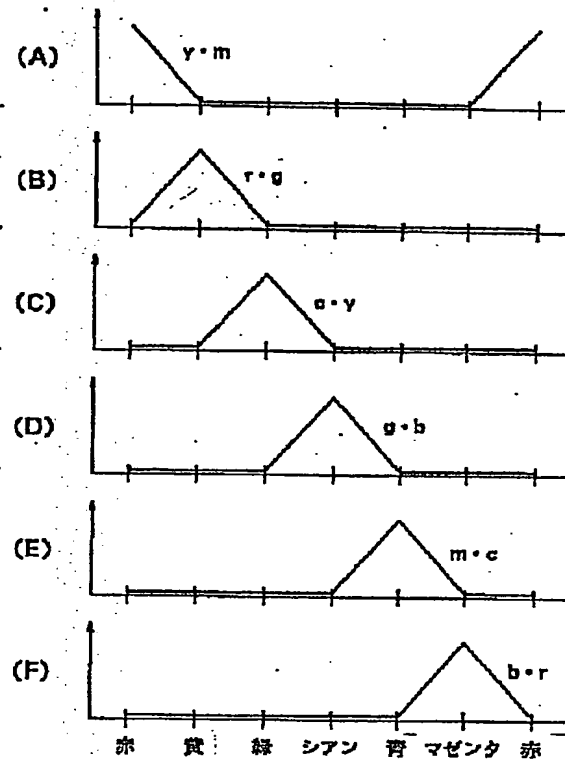 (A)
y・m
(B)
r・g
(C)
c・y
(D)
g・b
(E)
m・c
(F)
b・r
赤 黄 緑 シアン 青 マゼンタ 赤